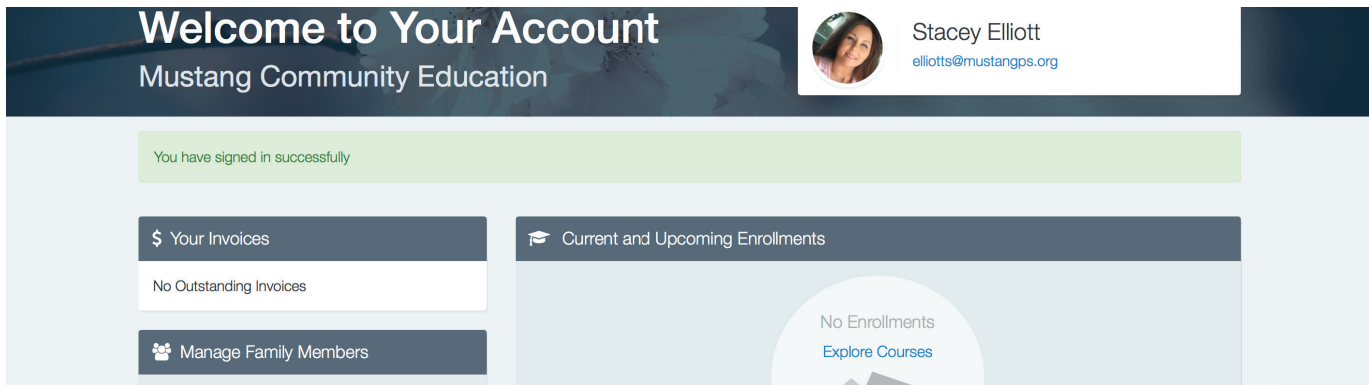 Welcome to Your Account
Mustang Community Education
Stacey Elliott
elliotts@mustangps.org
You have signed in successfully
$ Your Invoices
No Outstanding Invoices
Manage Family Members
Current and Upcoming Enrollments
No Enrollments
Explore Courses